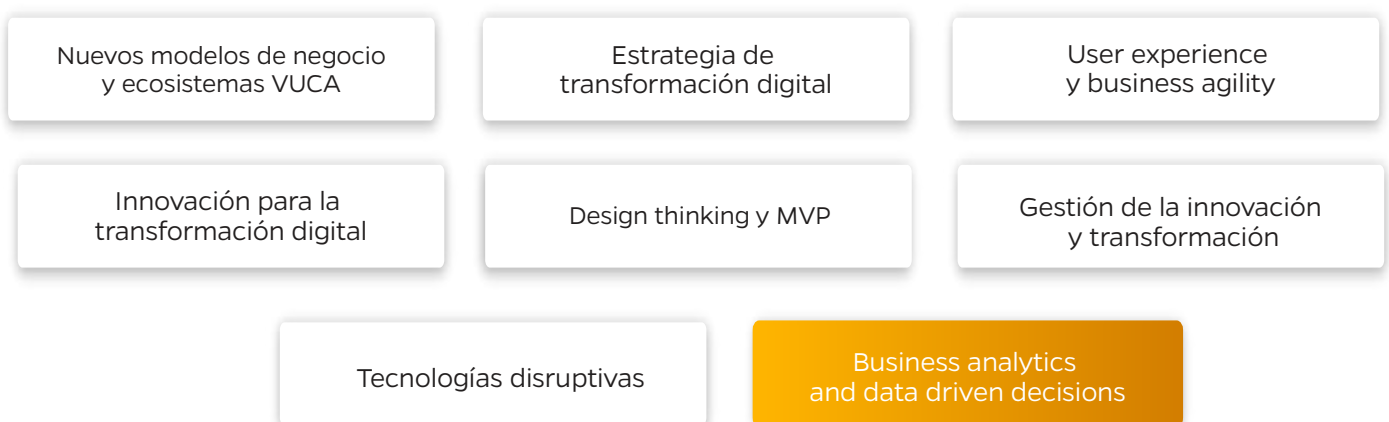 Nuevos modelos de negocio
y ecosistemas VUCA
Estrategia de
transformación digital
User experience
y business agility
Innovación para la
transformación digital
Design thinking y MVP
Gestión de la innovación
y transformación
Tecnologías disruptivas
Business analytics
and data driven decisions